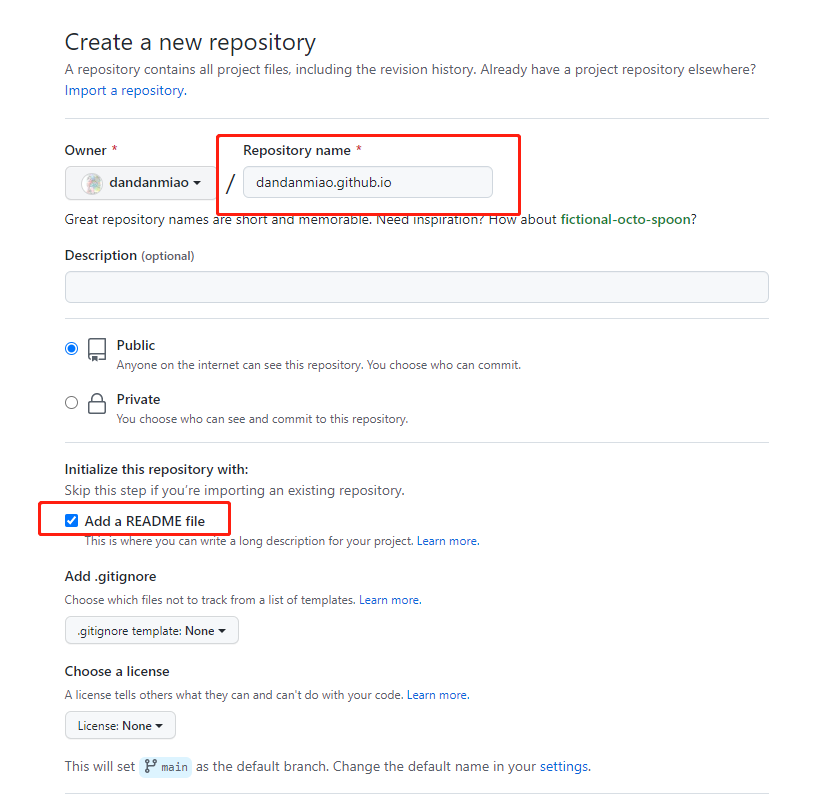 Create a new repository
A repository contains all project files, including the revision history. Already have a project repository elsewhere?
Import a repository.
Owner * Repository name *
dandanmiao / dandanmiao.github.io
Great repository names are short and memorable. Need inspiration? How about fictional-octo-spoon?
Description (optional)
Public
Anyone on the internet can see this repository. You choose who can commit.
Private
You choose who can see and commit to this repository.
Initialize this repository with:
Skip this step if you're importing an existing repository.
Add a README file
This is where you can write a long description for your project. Learn more.
Add .gitignore
Choose which files not to track from a list of templates. Learn more.
.gitignore template: None
Choose a license
A license tells others what they can and can't do with your code. Learn more.
License: None
This will set main as the default branch. Change the default name in your settings.